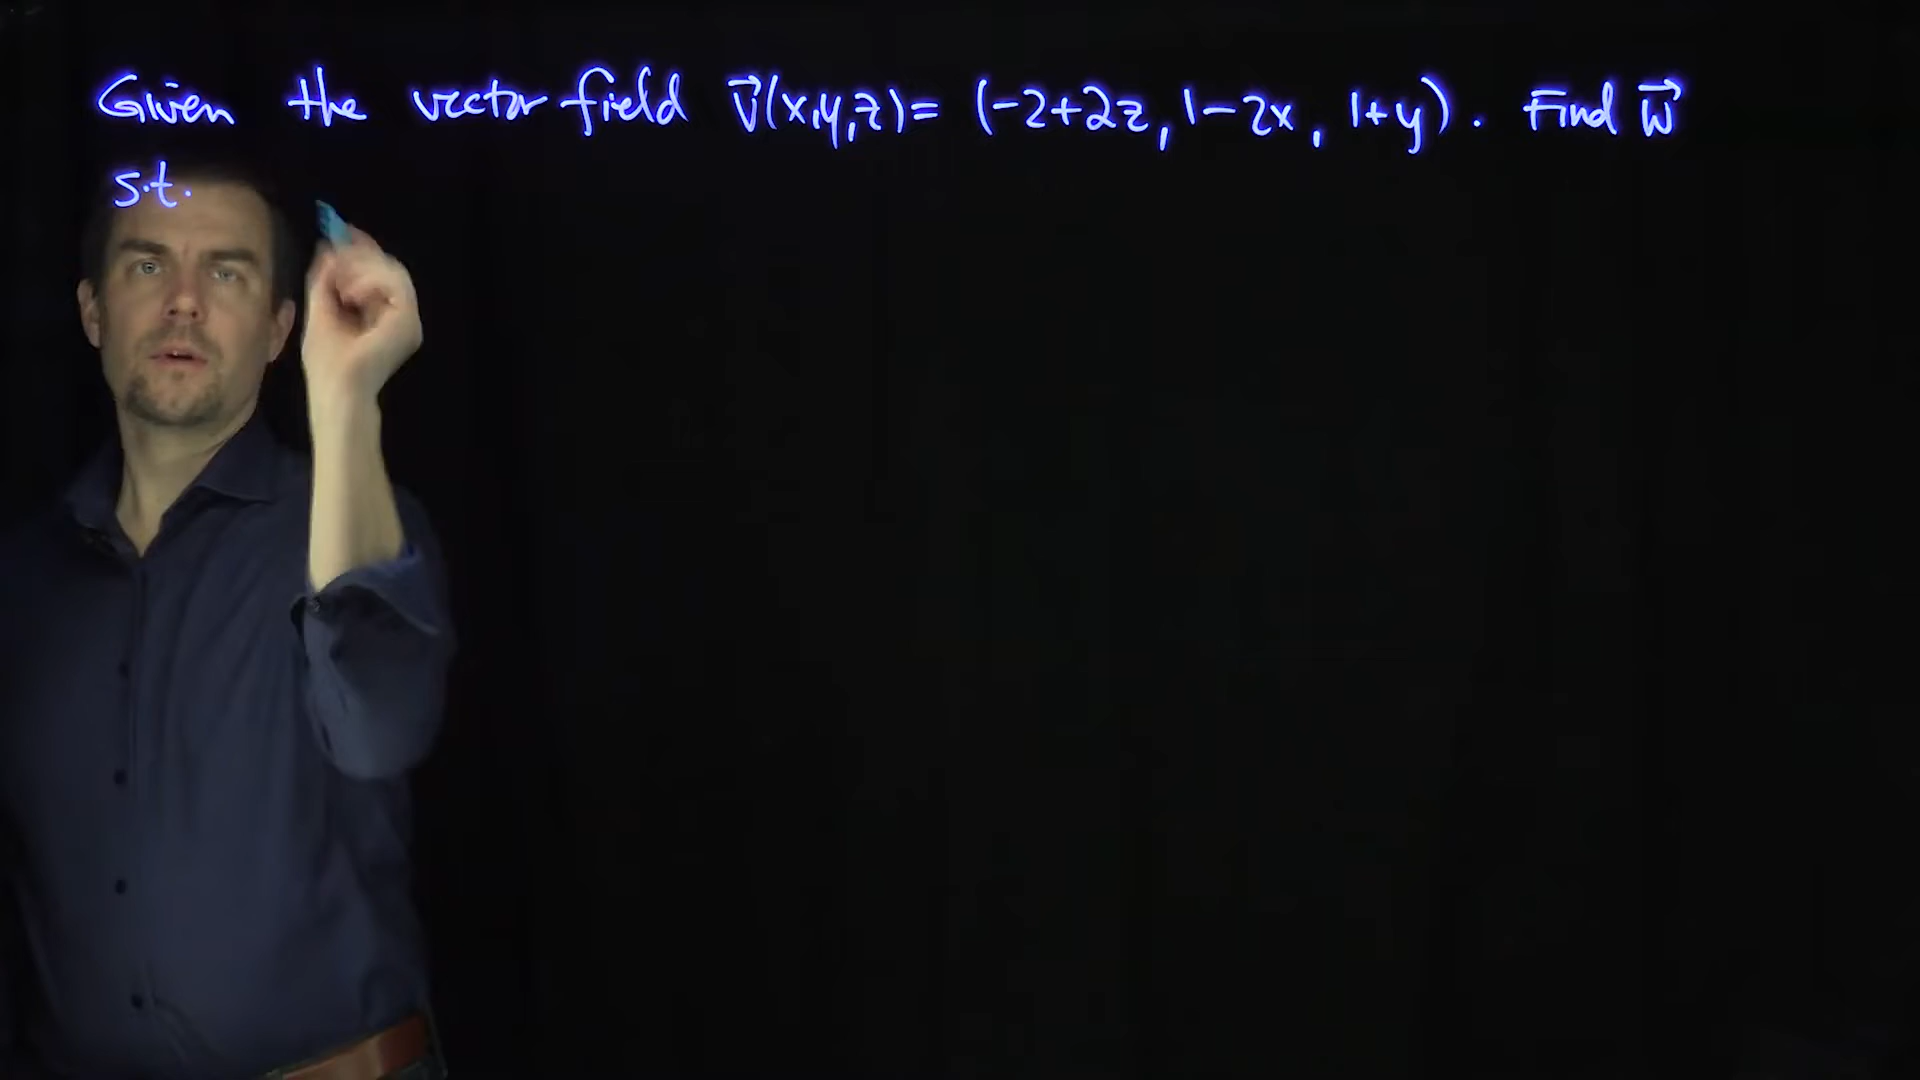 Given the vector field v⃗(x,y,z)= (-2+2z, 1-2x, 1+y). Find w⃗
s.t.